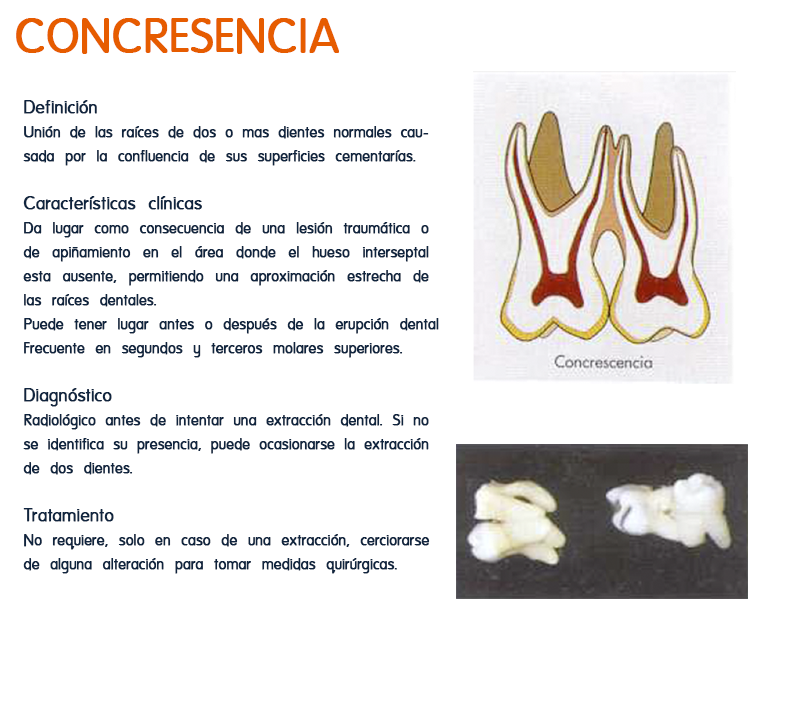 CONCRESENCIA
Definición
Unión de las raíces de dos o mas dientes normales cau-
sada por la confluencia de sus superficies cementarías.
Características clínicas
Da lugar como consecuencia de una lesión traumática o
de apiñamiento en el área donde el hueso interseptal
esta ausente, permitiendo una aproximación estrecha de
las raíces dentales.
Puede tener lugar antes o después de la erupción dental
Frecuente en segundos y terceros molares superiores.
Diagnóstico
Radiológico antes de intentar una extracción dental. Si no
se identifica su presencia, puede ocasionarse la extracción
de dos dientes.
Tratamiento
No requiere, solo en caso de una extracción, cerciorarse
de alguna alteración para tomar medidas quirúrgicas.
Concrescencia